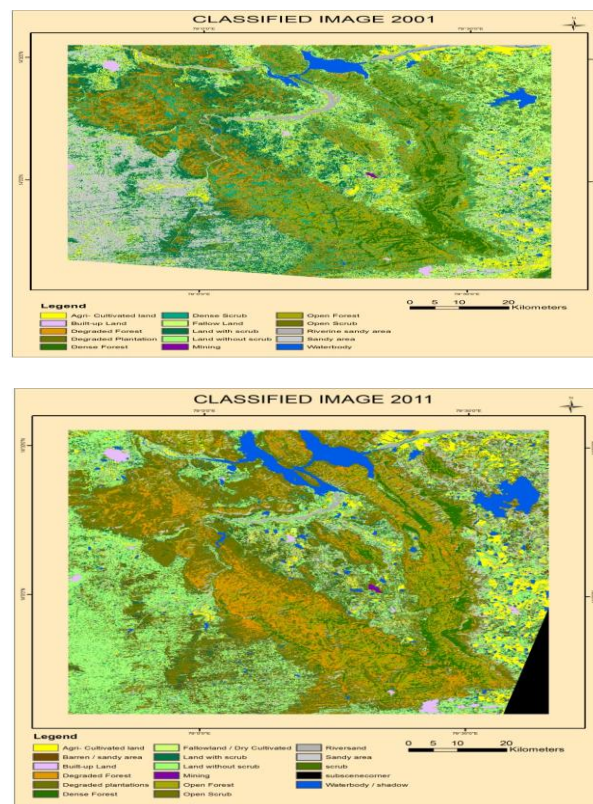 CLASSIFIED IMAGE 2001
Legend
Agri- Cultivated land
Built-up Land
Degraded Forest
Degraded Plantation
Dense Forest
Dense Scrub
Fallow Land
Land with scrub
Land without scrub
Mining
Open Forest
Open Scrub
Riverine sandy area
Sandy area
Waterbody
0 5 10 20
Kilometers
CLASSIFIED IMAGE 2011
Legend
Agri- Cultivated land
Barren / sandy area
Built-up Land
Degraded Forest
Degraded plantations
Dense Forest
Fallowland / Dry Cultivated
Land with scrub
Land without scrub
Mining
Open Forest
Open Scrub
Riversand
Sandy area
scrub
subscenecorner
Waterbody / shadow
0 5 10 20
Kilometers